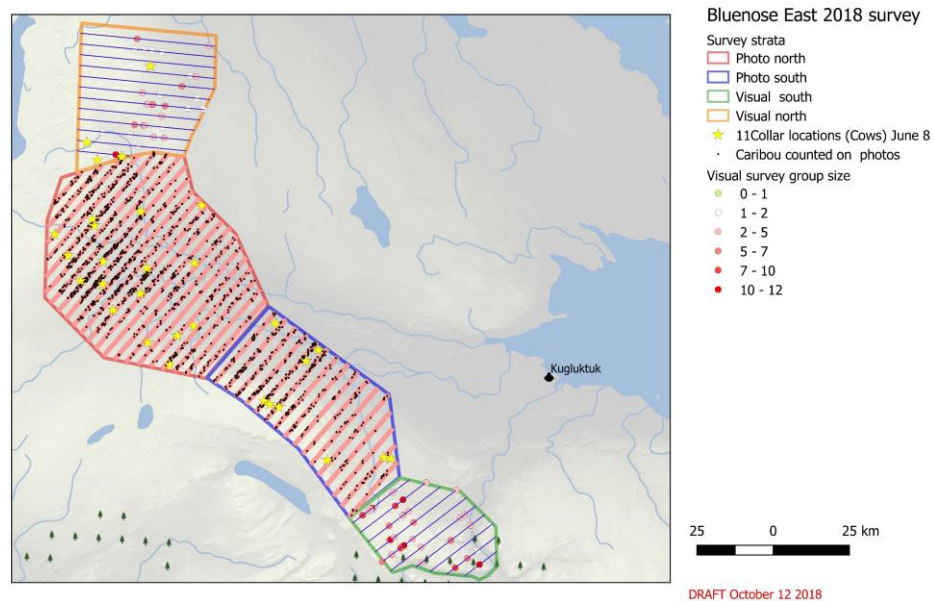 Bluenose East 2018 survey
Survey strata
Photo north
Photo south
Visual south
Visual north
11Collar locations (Cows) June 8
Caribou counted on photos
Visual survey group size
0 - 1
1 - 2
2 - 5
5 - 7
7 - 10
10 - 12
Kugluktuk
25 0 25 km
DRAFT October 12 2018